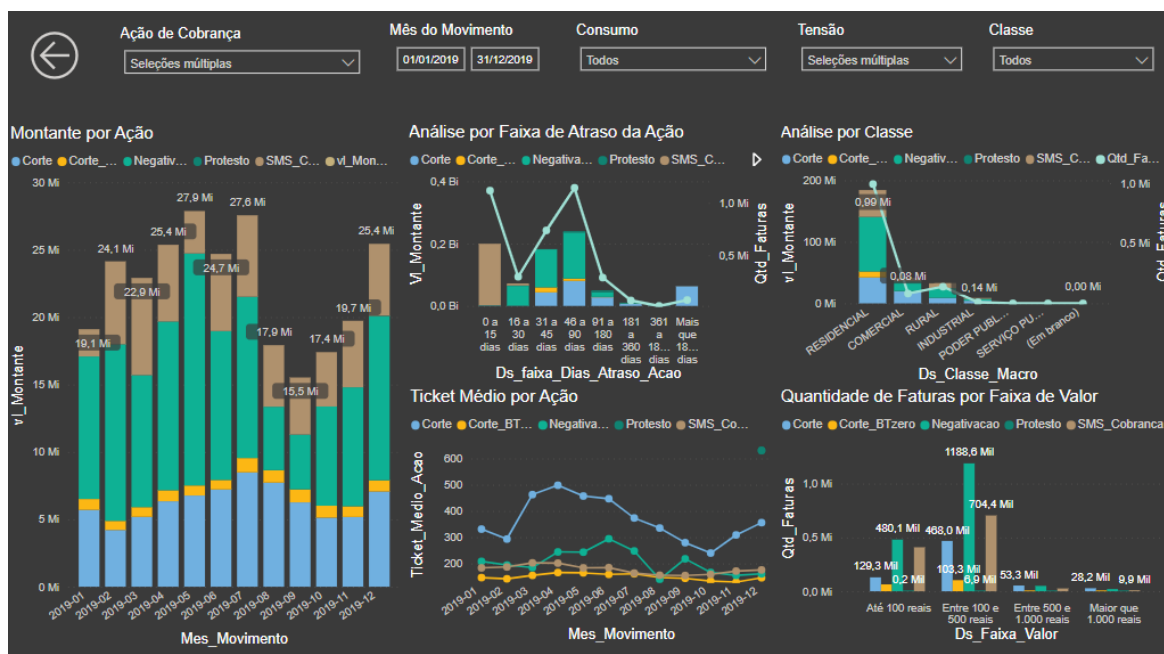 Ação de Cobrança
Seleções múltiplas
Mês do Movimento
01/01/2019 31/12/2019
Consumo
Todos
Tensão
Seleções múltiplas
Classe
Todos
Montante por Ação
Corte Corte_... Negativ... Protesto SMS_C... vl_Mon...
30 Mi
25 Mi
20 Mi
15 Mi
10 Mi
5 Mi
0 Mi
vl_Montante
19,1 Mi
24,1 Mi
22,9 Mi
25,4 Mi
27,9 Mi
24,7 Mi
27,6 Mi
17,9 Mi
15,5 Mi
17,4 Mi
19,7 Mi
25,4 Mi
2019-01
2019-02
2019-03
2019-04
2019-05
2019-06
2019-07
2019-08
2019-09
2019-10
2019-11
2019-12
Mes_Movimento
Análise por Faixa de Atraso da Ação
Corte Corte_... Negativa... Protesto SMS_C...
0,4 Bi
0,2 Bi
0,0 Bi
Vl_Montante
1,0 Mi
0,5 Mi
Qtd_Faturas
0 a
15
dias
16 a
30
dias
31 a
45
dias
46 a
90
dias
91 a
180
dias
181
a
360
dias
361
a
18...
dias
Mais
que
18...
dias
Ds_faixa_Dias_Atraso_Acao
Análise por Classe
Corte Corte_... Negativ... Protesto SMS_C... Qtd_Fa...
200 Mi
100 Mi
0 Mi
vl_Montante
1,0 Mi
0,5 Mi
0,0 Mi
Qtd_Fat
0,99 Mi
0,08 Mi
0,14 Mi
0,00 Mi
RESIDENCIAL
COMERCIAL
RURAL
INDUSTRIAL
PODER PUBL...
SERVIÇO PU...
(Em branco)
Ds_Classe_Macro
Ticket Médio por Ação
Corte Corte_BT... Negativa... Protesto SMS_Co...
600
500
400
300
200
Ticket_Medio_Acao
2019-01
2019-02
2019-03
2019-04
2019-05
2019-06
2019-07
2019-08
2019-09
2019-10
2019-11
2019-12
Mes_Movimento
Quantidade de Faturas por Faixa de Valor
Corte Corte_BTzero Negativacao Protesto SMS_Cobranca
1,0 Mi
0,5 Mi
0,0 Mi
Qtd_Faturas
129,3 Mil
480,1 Mil
0,2 Mil
468,0 Mil
103,3 Mil
1188,6 Mil
6,9 Mil
704,4 Mil
53,3 Mil
28,2 Mil
9,9 Mil
Até 100 reais
Entre 100 e
500 reais
Entre 500 e
1.000 reais
Maior que
1.000 reais
Ds_Faixa_Valor